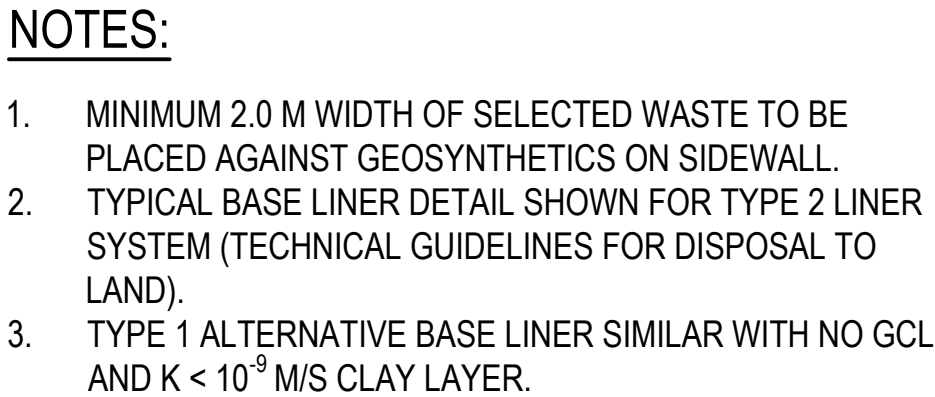 NOTES:
1. MINIMUM 2.0 M WIDTH OF SELECTED WASTE TO BE
PLACED AGAINST GEOSYNTHETICS ON SIDEWALL.
2. TYPICAL BASE LINER DETAIL SHOWN FOR TYPE 2 LINER
SYSTEM (TECHNICAL GUIDELINES FOR DISPOSAL TO
LAND).
3. TYPE 1 ALTERNATIVE BASE LINER SIMILAR WITH NO GCL
AND K < 10⁻⁹ M/S CLAY LAYER.